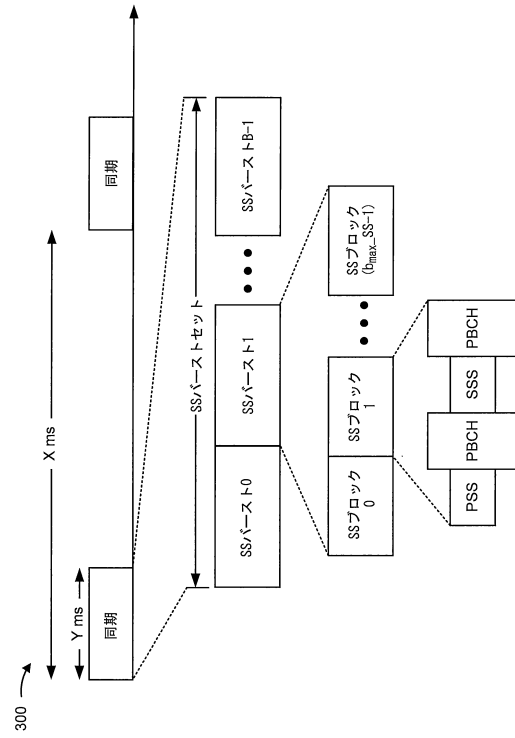 300
X ms
Y ms
同期
同期
SSバーストセット
SSバースト0
SSバースト1
SSバーストB-1
SSブロック
0
SSブロック
1
SSブロック
(bmax_SS-1)
PSS
PBCH
SSS
PBCH